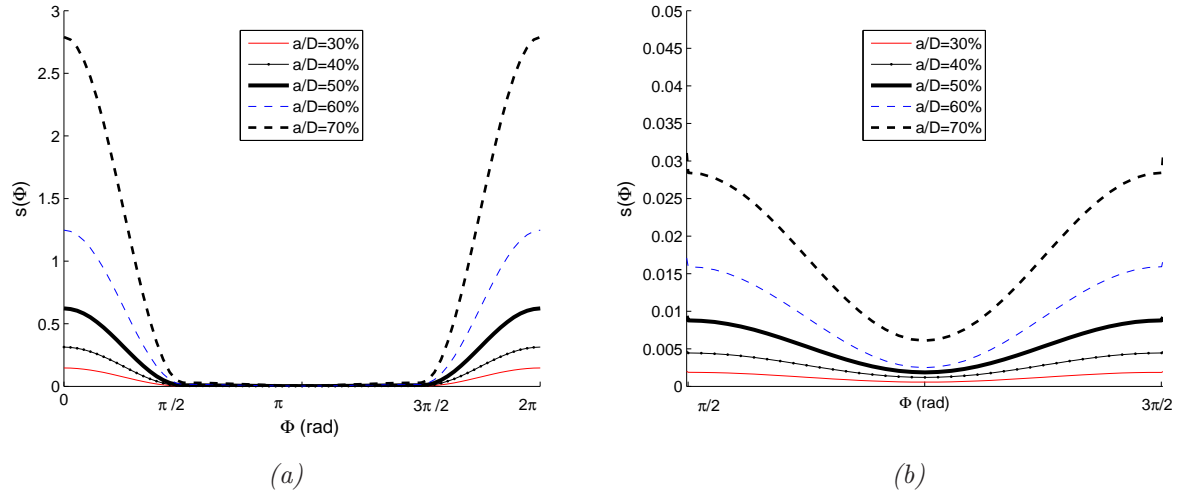 3
2.5
2
1.5
1
0.5
0
s(Φ)
0
π/2
π
3π/2
2π
Φ (rad)
a/D=30%
a/D=40%
a/D=50%
a/D=60%
a/D=70%
(a)
0.05
0.045
0.04
0.035
0.03
0.025
0.02
0.015
0.01
0.005
0
s(Φ)
π/2
Φ (rad)
3π/2
a/D=30%
a/D=40%
a/D=50%
a/D=60%
a/D=70%
(b)